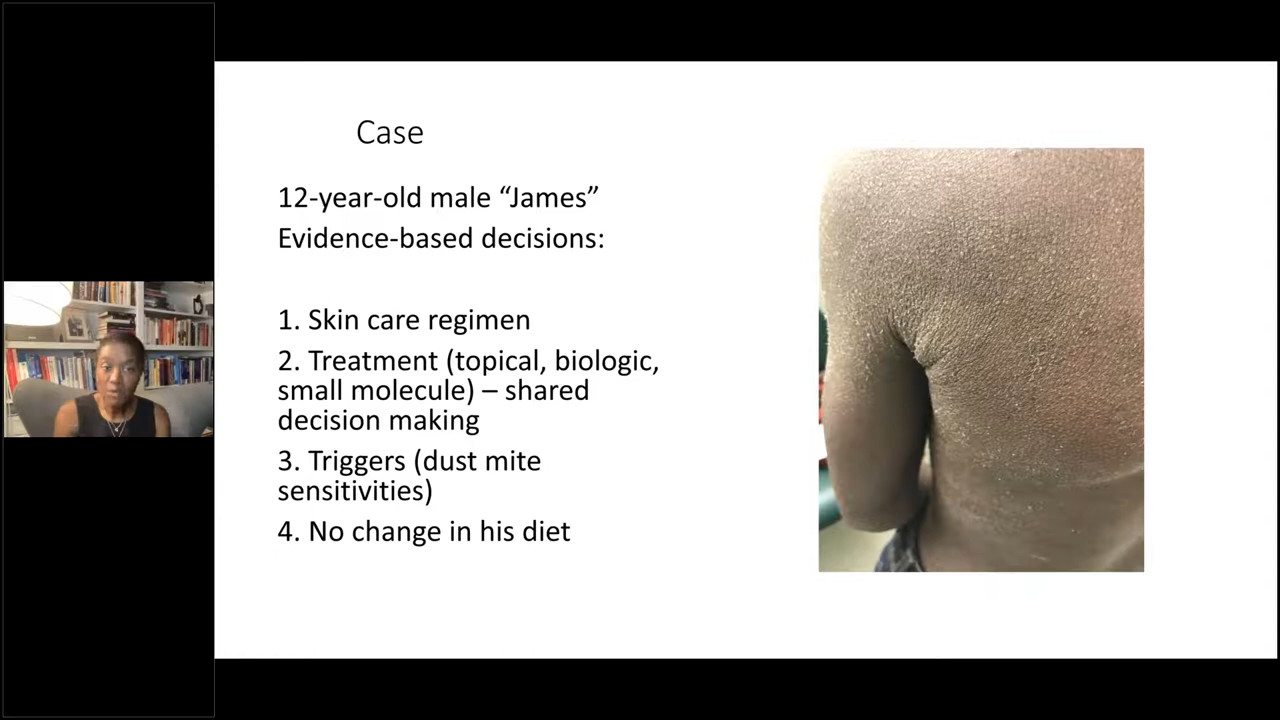 Case
12-year-old male “James”
Evidence-based decisions:
1. Skin care regimen
2. Treatment (topical, biologic,
small molecule) – shared
decision making
3. Triggers (dust mite
sensitivities)
4. No change in his diet